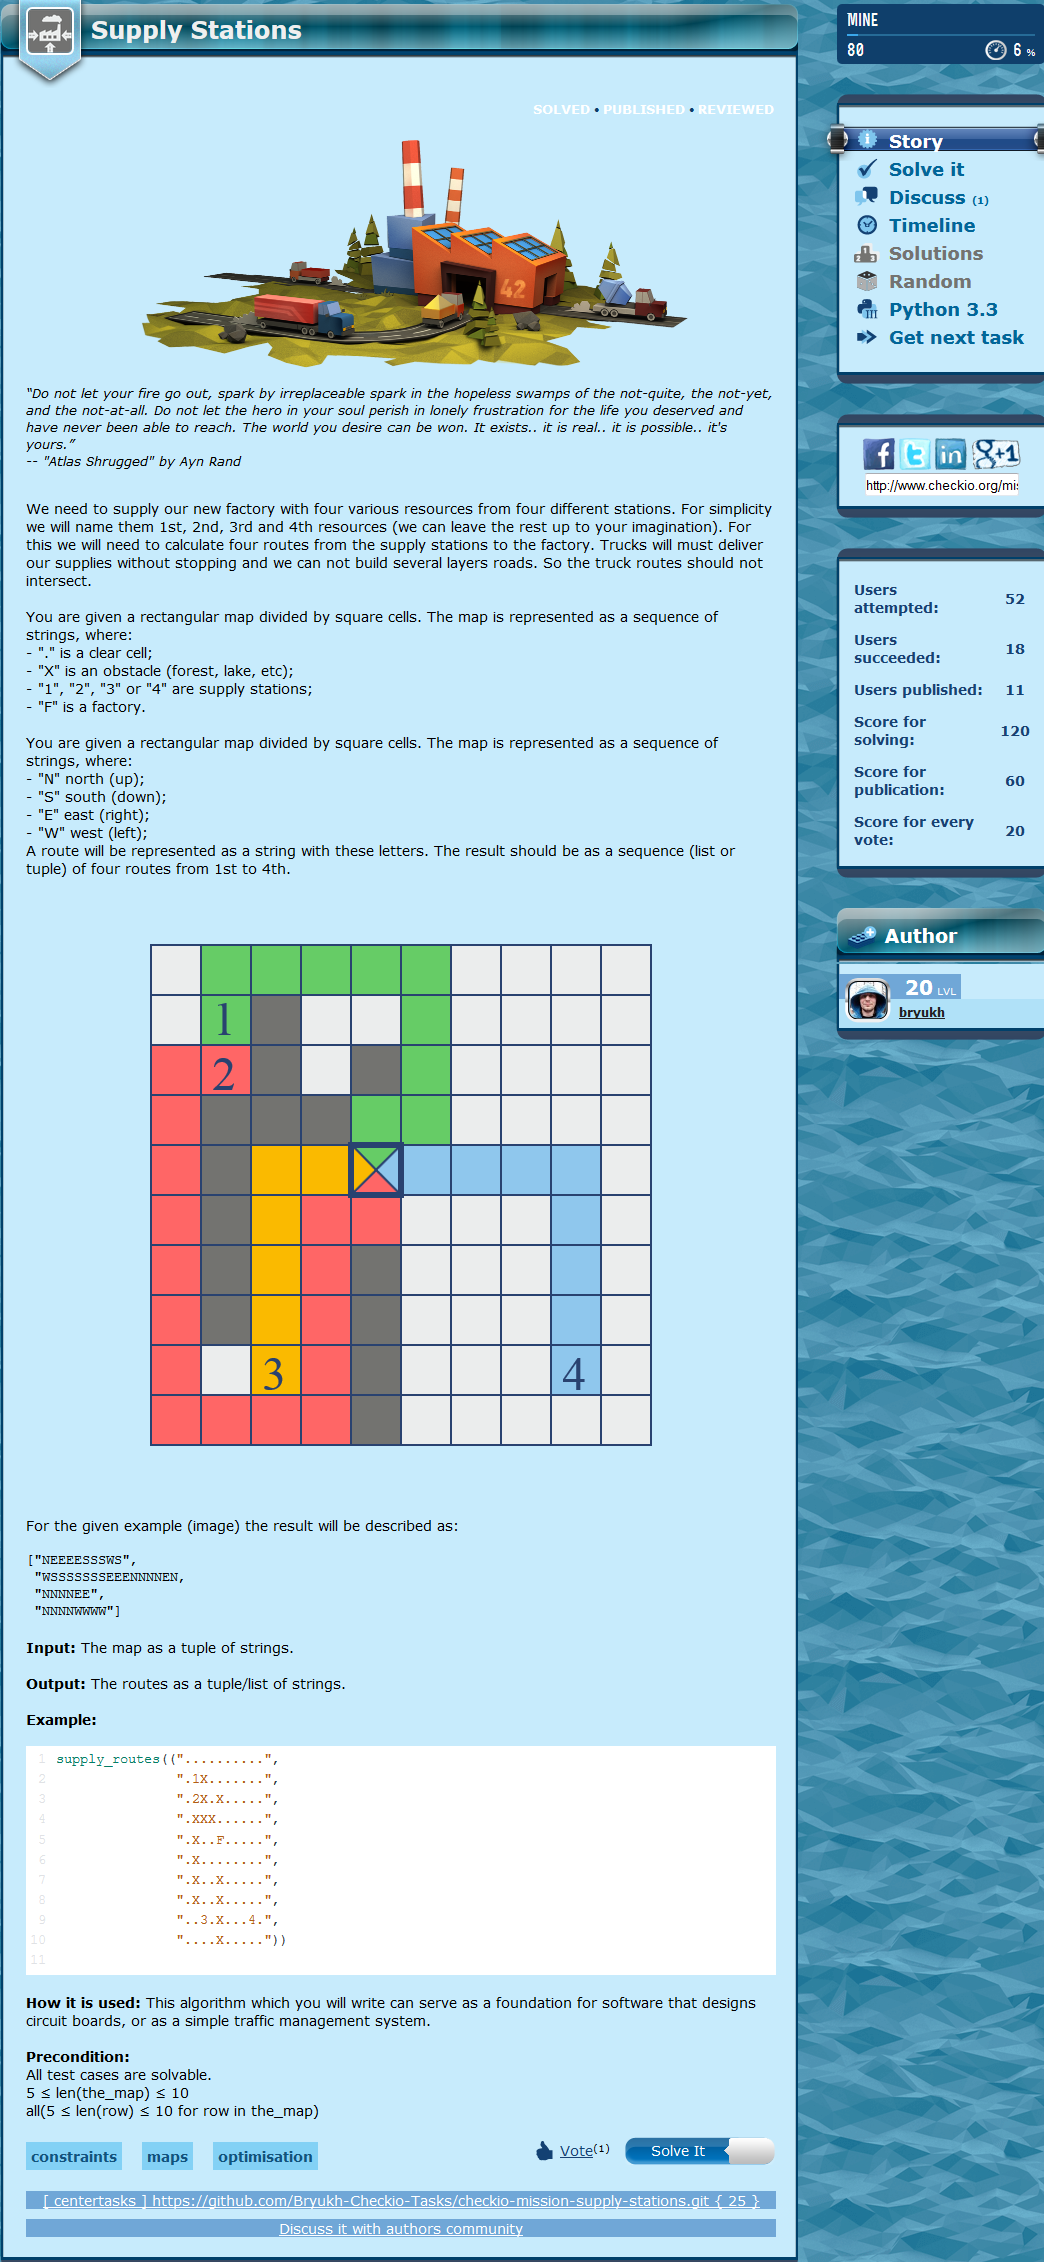 Supply Stations
SOLVED • PUBLISHED • REVIEWED
42
"Do not let your fire go out, spark by irreplaceable spark in the hopeless swamps of the not-quite, the not-yet,
and the not-at-all. Do not let the hero in your soul perish in lonely frustration for the life you deserved and
have never been able to reach. The world you desire can be won. It exists.. it is real.. it is possible.. it's
yours."
-- "Atlas Shrugged" by Ayn Rand
We need to supply our new factory with four various resources from four different stations. For simplicity
we will name them 1st, 2nd, 3rd and 4th resources (we can leave the rest up to your imagination). For
this we will need to calculate four routes from the supply stations to the factory. Trucks will must deliver
our supplies without stopping and we can not build several layers roads. So the truck routes should not
intersect.
You are given a rectangular map divided by square cells. The map is represented as a sequence of
strings, where:
- "." is a clear cell;
- "X" is an obstacle (forest, lake, etc);
- "1", "2", "3" or "4" are supply stations;
- "F" is a factory.
You are given a rectangular map divided by square cells. The map is represented as a sequence of
strings, where:
- "N" north (up);
- "S" south (down);
- "E" east (right);
- "W" west (left);
A route will be represented as a string with these letters. The result should be as a sequence (list or
tuple) of four routes from 1st to 4th.
1
2
3
4
For the given example (image) the result will be described as:
["NEEEESSSWS",
"WSSSSSSSEEENNNNEN,
"NNNNEE",
"NNNNWWWW"]
Input: The map as a tuple of strings.
Output: The routes as a tuple/list of strings.
Example:
1 supply_routes(("..........",
2 ".1X.......",
3 ".2X.X.....",
4 ".XXX......",
5 ".X..F.....",
6 ".X........",
7 ".X..X.....",
8 ".X..X.....",
9 "..3.X...4.",
10 "....X....."))
11
How it is used: This algorithm which you will write can serve as a foundation for software that designs
circuit boards, or as a simple traffic management system.
Precondition:
All test cases are solvable.
5 ≤ len(the_map) ≤ 10
all(5 ≤ len(row) ≤ 10 for row in the_map)
constraints maps optimisation
Vote(1) Solve It
[ centertasks ] https://github.com/Bryukh-Checkio-Tasks/checkio-mission-supply-stations.git { 25 }
Discuss it with authors community
MINE
80 6 %
Story
Solve it
Discuss (1)
Timeline
Solutions
Random
Python 3.3
Get next task
+1
http://www.checkio.org/mis
Users
attempted: 52
Users
succeeded: 18
Users published: 11
Score for
solving: 120
Score for
publication: 60
Score for every
vote: 20
Author
20 LVL
bryukh